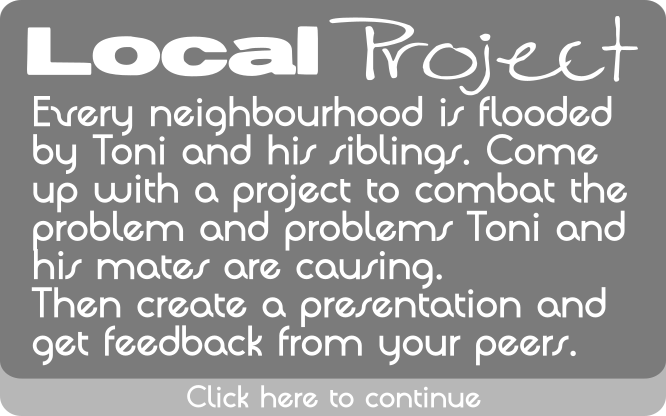 Local Project
Every neighbourhood is flooded
by Toni and his siblings. Come
up with a project to combat the
problem and problems Toni and
his mates are causing.
Then create a presentation and
get feedback from your peers.
Click here to continue